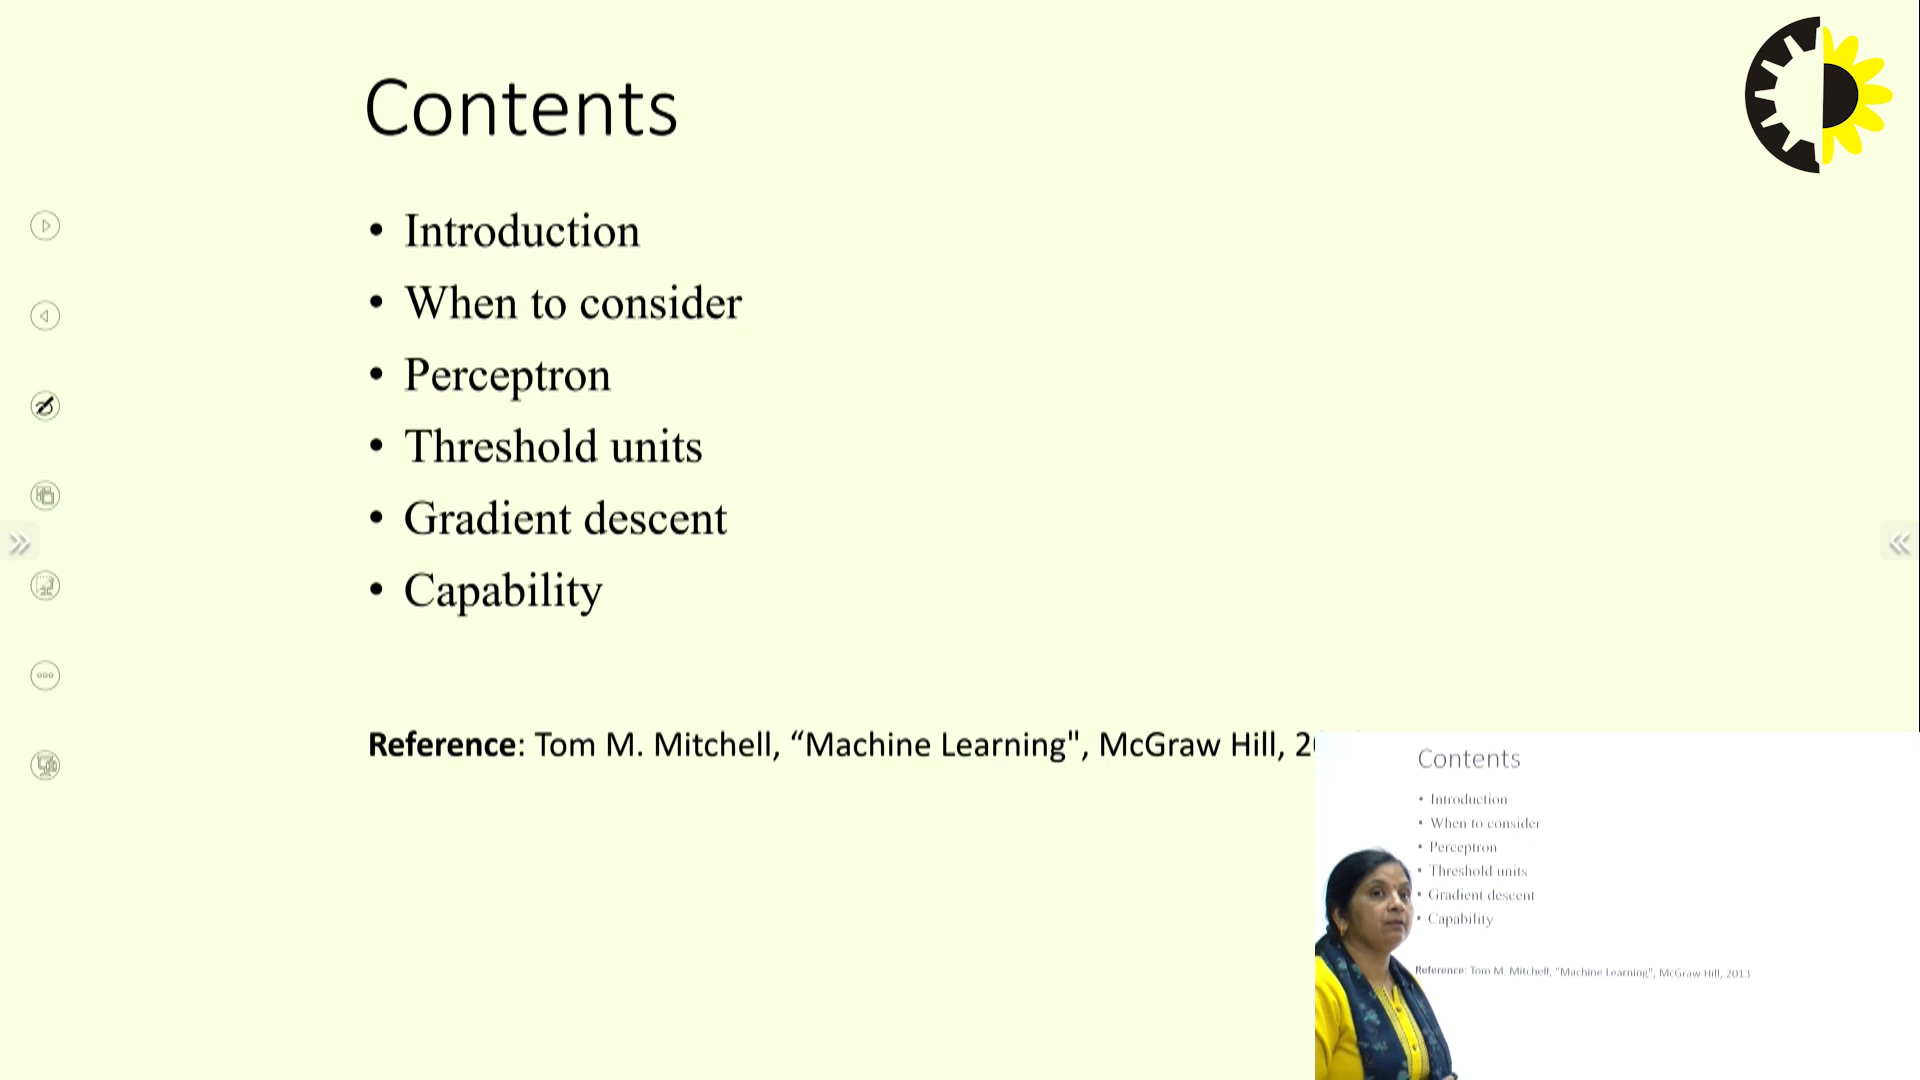 Contents
• Introduction
• When to consider
• Perceptron
• Threshold units
• Gradient descent
• Capability
Reference: Tom M. Mitchell, “Machine Learning", McGraw Hill, 2
Contents
• Introduction
• When to consider
• Perceptron
• Threshold units
• Gradient descent
• Capability
Reference: Tom M. Mitchell, "Machine Learning", McGraw Hill, 2013